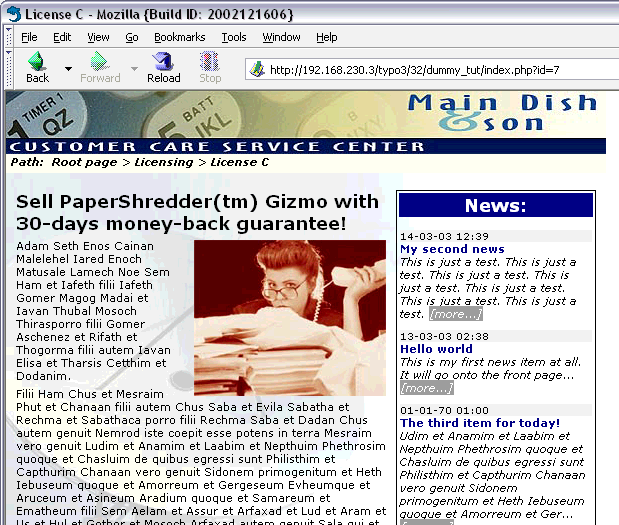 License C - Mozilla {Build ID: 2002121606}
File Edit View Go Bookmarks Tools Window Help
Back Forward Reload Stop
http://192.168.230.3/typo3/32/dummy_tut/index.php?id=7
TIMER 1
QZ
5 BATT
JKL
8
WXY
Main Dish
& son
CUSTOMER CARE SERVICE CENTER
Path: Root page > Licensing > License C
Sell PaperShredder(tm) Gizmo with
30-days money-back guarantee!
Adam Seth Enos Cainan
Malelehel Iared Enoch
Matusale Lamech Noe Sem
Ham et Iafeth filii Iafeth
Gomer Magog Madai et
Iavan Thubal Mosoch
Thirasporro filii Gomer
Aschenez et Rifath et
Thogorma filii autem Iavan
Elisa et Tharsis Cetthim et
Dodanim.
Filii Ham Chus et Mesraim
Phut et Chanaan filii autem Chus Saba et Evila Sabatha et
Rechma et Sabathaca porro filii Rechma Saba et Dadan Chus
autem genuit Nemrod iste coepit esse potens in terra Mesraim
vero genuit Ludim et Anamim et Laabim et Nepthuim Phethrosim
quoque et Chasluim de quibus egressi sunt Philisthim et
Capthurim Chanaan vero genuit Sidonem primogenitum et Heth
Iebuseum quoque et Amorreum et Gergeseum Evheumque et
Aruceum et Asineum Aradium quoque et Samareum et
Ematheum filii Sem Aelam et Assur et Arfaxad et Lud et Aram et
Us et Hul et Gothor et Mosoch Arfaxad autem genuit Sala qui et
News:
14-03-03 12:39
My second news
This is just a test. This is just a
test. This is just a test. This is
just a test. This is just a test.
This is just a test. This is just a
test. [more...]
13-03-03 02:38
Hello world
This is my first news item at all.
It will go onto the front page...
[more...]
01-01-70 01:00
The third item for today!
Udim et Anamim et Laabim et
Nepthuim Phethrosim quoque et
Chasluim de quibus egressi sunt
Philisthim et Capthurim Chanaan
vero genuit Sidonem
primogenitum et Heth Iebuseum
quoque et Amorreum et Ger...
[more...]